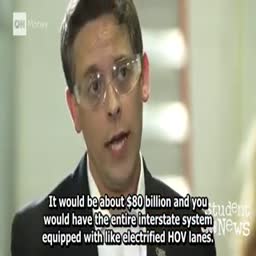 CNN Money
It would be about $80 billion and you
would have the entire interstate system
equipped with like electrified HOV lanes.
student
News